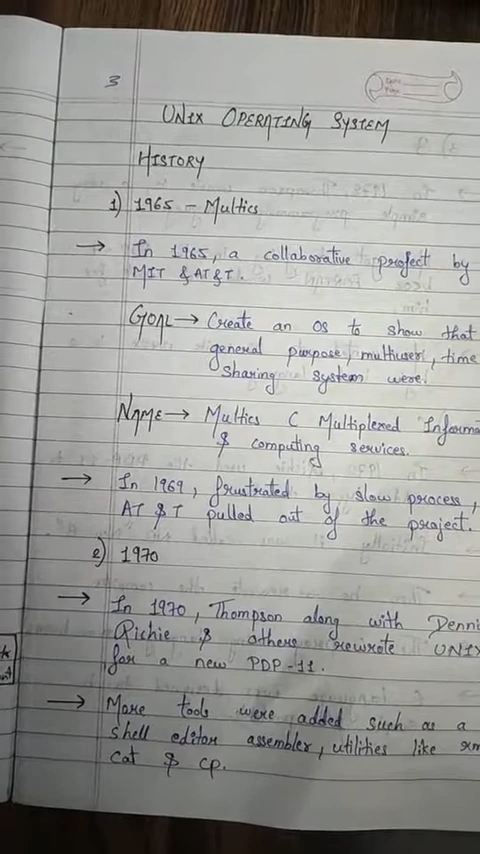 3
Date
Page
UNIX OPERATING SYSTEM
HISTORY
1) 1965 - Multics
→ In 1965, a collaborative project by
MIT & AT&T.
GOAL → Create an OS to show that
general purpose, multiuser, time
sharing system were.
NAME → Multics C Multiplexed Informa
& computing services.
→ In 1969, frustrated by slow process,
AT & T pulled out of the project.
2) 1970
→ In 1970, Thompson along with Denni
Richie & others rewrote UNIX
for a new PDP-11.
→ More tools were added such as a
shell editor assembler, utilities like rm
cat & cp.